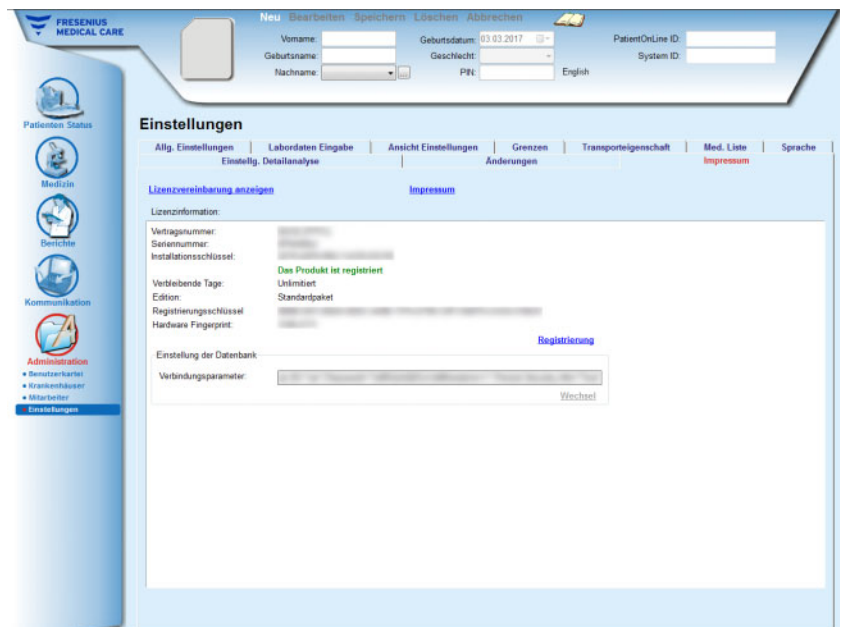 FRESENIUS
MEDICAL CARE
Neu Bearbeiten Speichern Löschen Abbrechen
Vorname: Geburtsdatum: 03.03.2017 PatientOnLine ID:
Geburtsname: Geschlecht: System ID:
Nachname: ... PIN: English
Patienten Status
Medizin
Berichte
Kommunikation
Administration
Benutzerkartei
Krankenhäuser
Mitarbeiter
Einstellungen
Einstellungen
Allg. Einstellungen | Labordaten Eingabe | Ansicht Einstellungen | Grenzen | Transporteigenschaft | Med. Liste | Sprache |
Einstellg. Detailanalyse | Änderungen Impressum
Lizenzvereinbarung anzeigen Impressum
Lizenzinformation:
Vertragsnummer:
Seriennummer:
Installationsschlüssel:
Das Produkt ist registriert
Verbleibende Tage: Unlimitiert
Edition: Standardpaket
Registrierungsschlüssel
Hardware Fingerprint:
Registrierung
Einstellung der Datenbank
Verbindungsparameter:
Wechsel